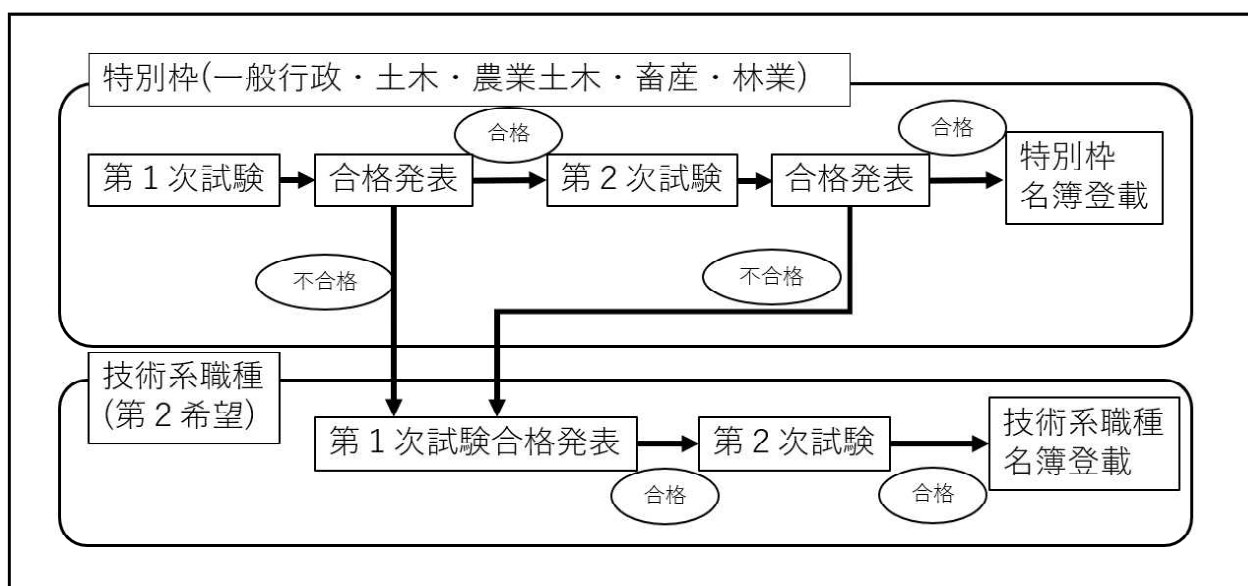 特別枠(一般行政・土木・農業土木・畜産・林業)
合格
合格
第１次試験
合格発表
第２次試験
合格発表
特別枠
名簿登載
不合格
不合格
技術系職種
(第２希望)
第１次試験合格発表
第２次試験
技術系職種
名簿登載
合格
合格